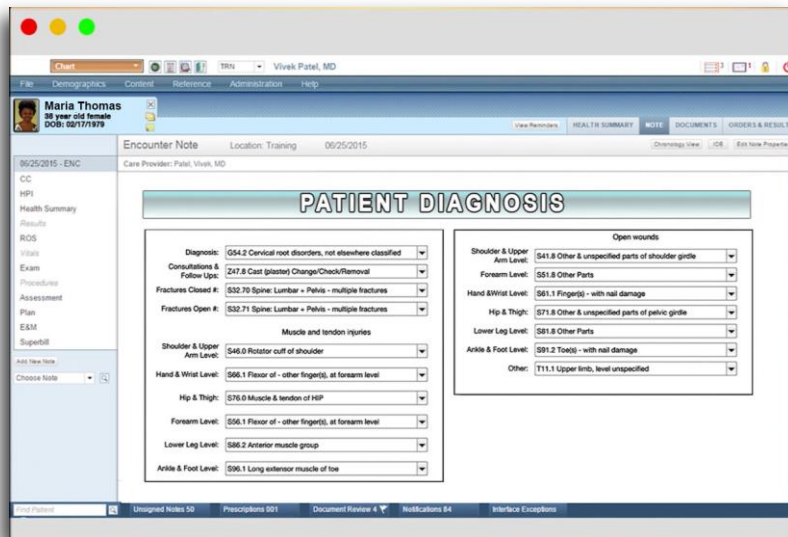 Chart
TRN
Vivek Patel, MD
3
1
File Demographics Content Reference Administration Help
Maria Thomas
38 year old female
DOB: 02/17/1979
View Reminders HEALTH SUMMARY NOTE DOCUMENTS ORDERS & RESULT
Encounter Note Location: Training 06/25/2015
Chronology View IOE Edit Note Propertie
06/25/2015 - ENC
Care Provider: Patel, Vivek, MD
CC
HPI
Health Summary
Results
ROS
Vitals
Exam
Procedures
Assessment
Plan
E&M
Superbill
Add New Note
Choose Note
PATIENT DIAGNOSIS
Diagnosis: G54.2 Cervical root disorders, not elsewhere classified
Consultations &
Follow Ups: Z47.8 Cast (plaster) Change/Check/Removal
Fractures Closed #: S32.70 Spine: Lumbar + Pelvis - multiple fractures
Fractures Open #: S32.71 Spine: Lumbar + Pelvis - multiple fractures
Muscle and tendon injuries
Shoulder & Upper
Arm Level: S46.0 Rotator cuff of shoulder
Hand & Wrist Level: S66.1 Flexor of - other finger(s), at forearm level
Hip & Thigh: S76.0 Muscle & tendon of HIP
Forearm Level: S56.1 Flexor of - other finger(s), at forearm level
Lower Leg Level: S86.2 Anterior muscle group
Ankle & Foot Level: S96.1 Long extensor muscle of toe
Open wounds
Shoulder & Upper
Arm Level: S41.8 Other & unspecified parts of shoulder girdle
Forearm Level: S51.8 Other Parts
Hand &Wrist Level: S61.1 Finger(s) - with nail damage
Hip & Thigh: S71.8 Other & unspecified parts of pelvic girdle
Lower Leg Level: S81.8 Other Parts
Ankle & Foot Level: S91.2 Toe(s) - with nail damage
Other: T11.1 Upper limb, level unspecified
Find Patient
Unsigned Notes 50 Prescriptions 001 Document Review 4 Notifications 84 Interface Exceptions